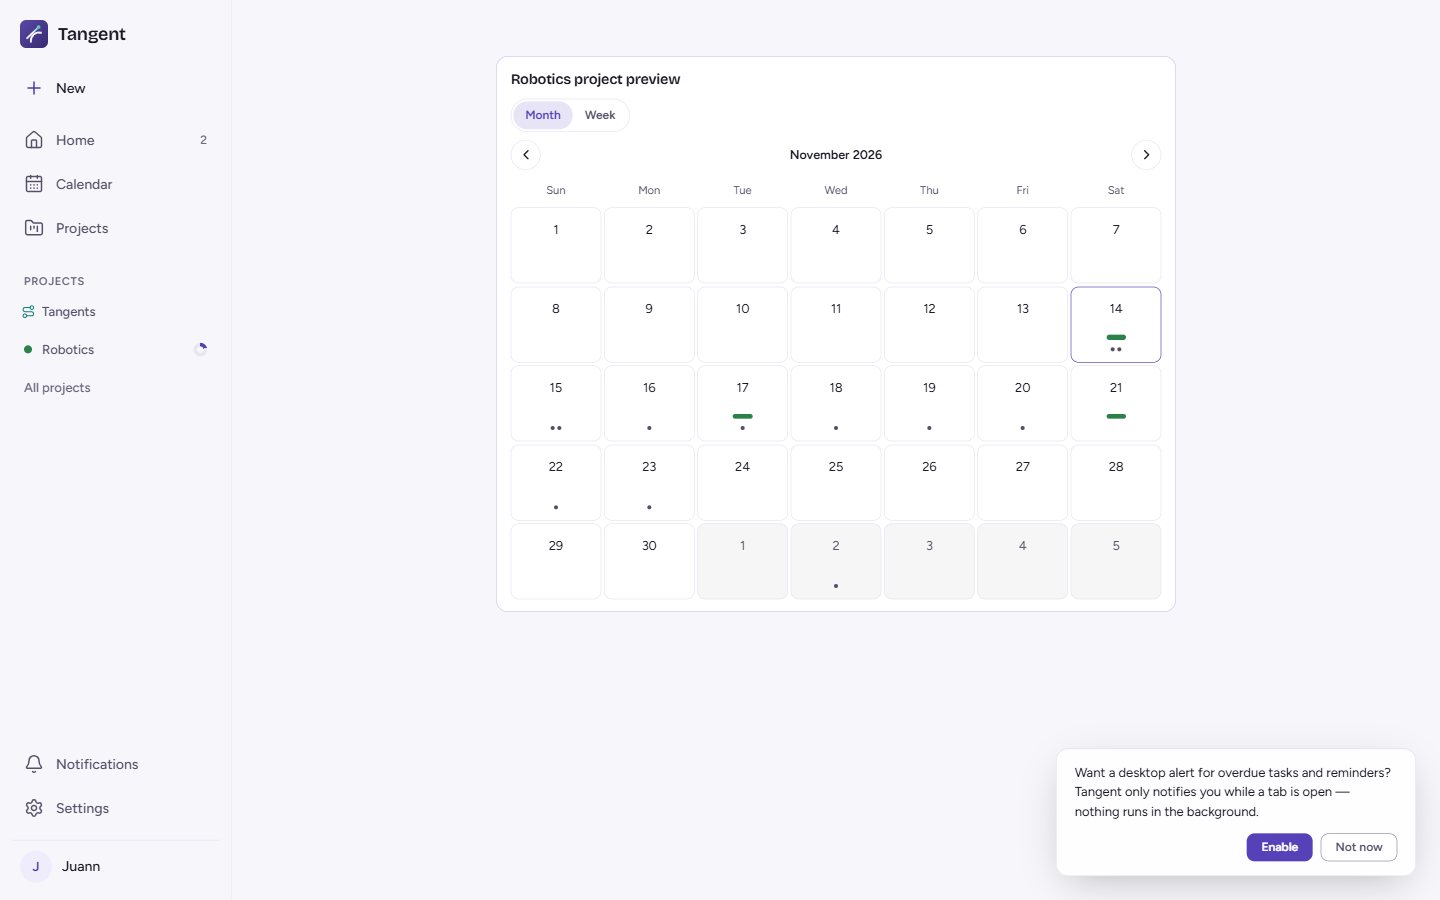 Tangent
New
Home 2
Calendar
Projects
PROJECTS
Tangents
Robotics
All projects
Notifications
Settings
J Juann
Robotics project preview
Month Week
November 2026
Sun Mon Tue Wed Thu Fri Sat
1 2 3 4 5 6 7
8 9 10 11 12 13 14
15 16 17 18 19 20 21
22 23 24 25 26 27 28
29 30 1 2 3 4 5
Want a desktop alert for overdue tasks and reminders?
Tangent only notifies you while a tab is open —
nothing runs in the background.
Enable Not now